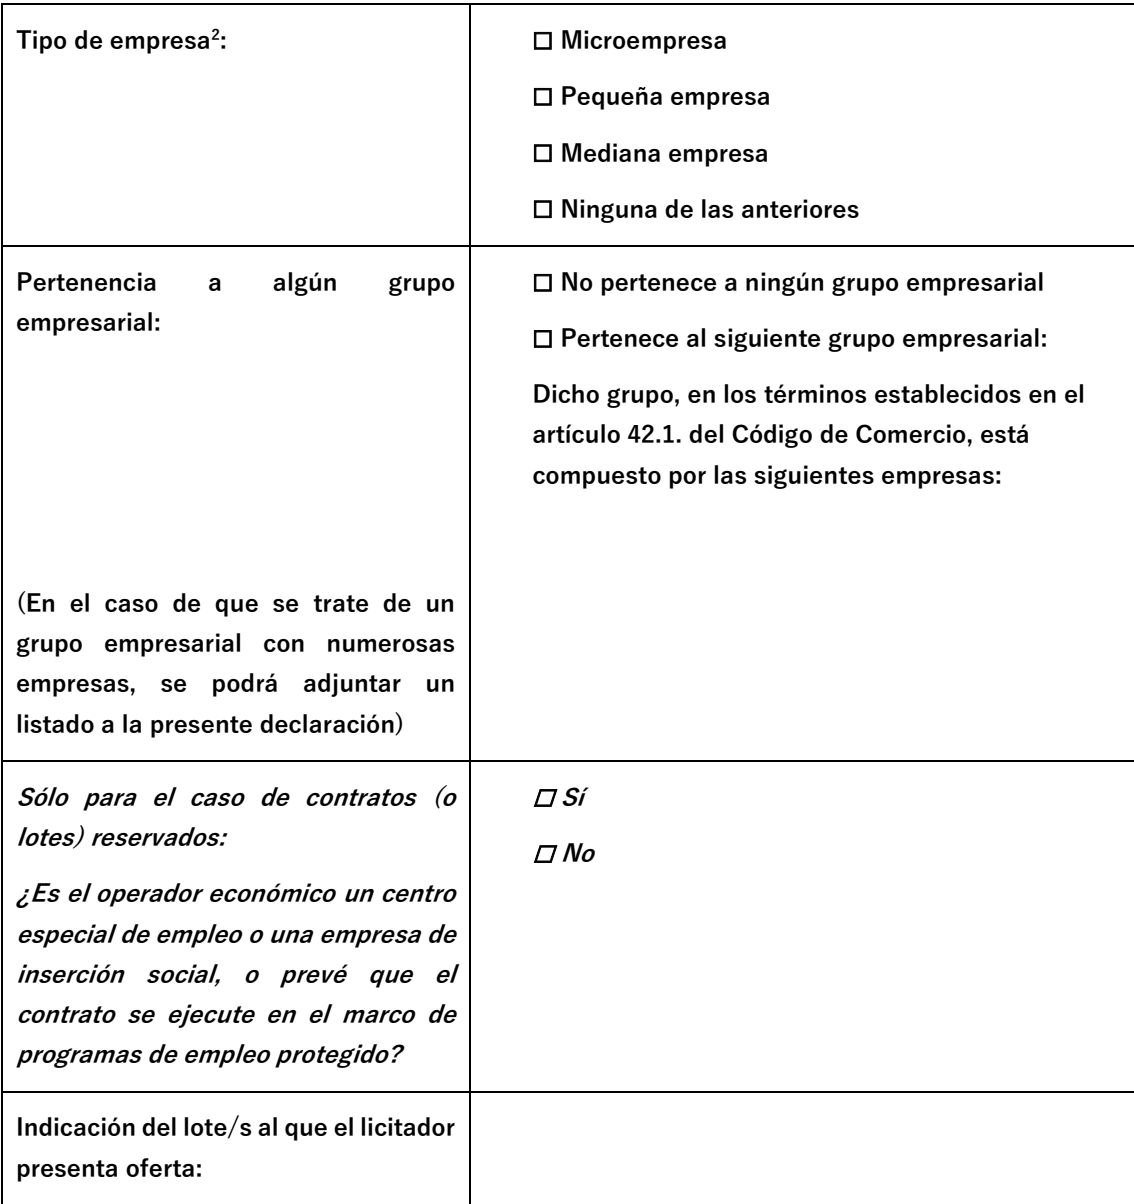 Tipo de empresa²:
☐ Microempresa
☐ Pequeña empresa
☐ Mediana empresa
☐ Ninguna de las anteriores
Pertenencia a algún grupo
empresarial:
(En el caso de que se trate de un
grupo empresarial con numerosas
empresas, se podrá adjuntar un
listado a la presente declaración)
☐ No pertenece a ningún grupo empresarial
☐ Pertenece al siguiente grupo empresarial:
Dicho grupo, en los términos establecidos en el
artículo 42.1. del Código de Comercio, está
compuesto por las siguientes empresas:
Sólo para el caso de contratos (o
lotes) reservados:
¿Es el operador económico un centro
especial de empleo o una empresa de
inserción social, o prevé que el
contrato se ejecute en el marco de
programas de empleo protegido?
☐ Sí
☐ No
Indicación del lote/s al que el licitador
presenta oferta: